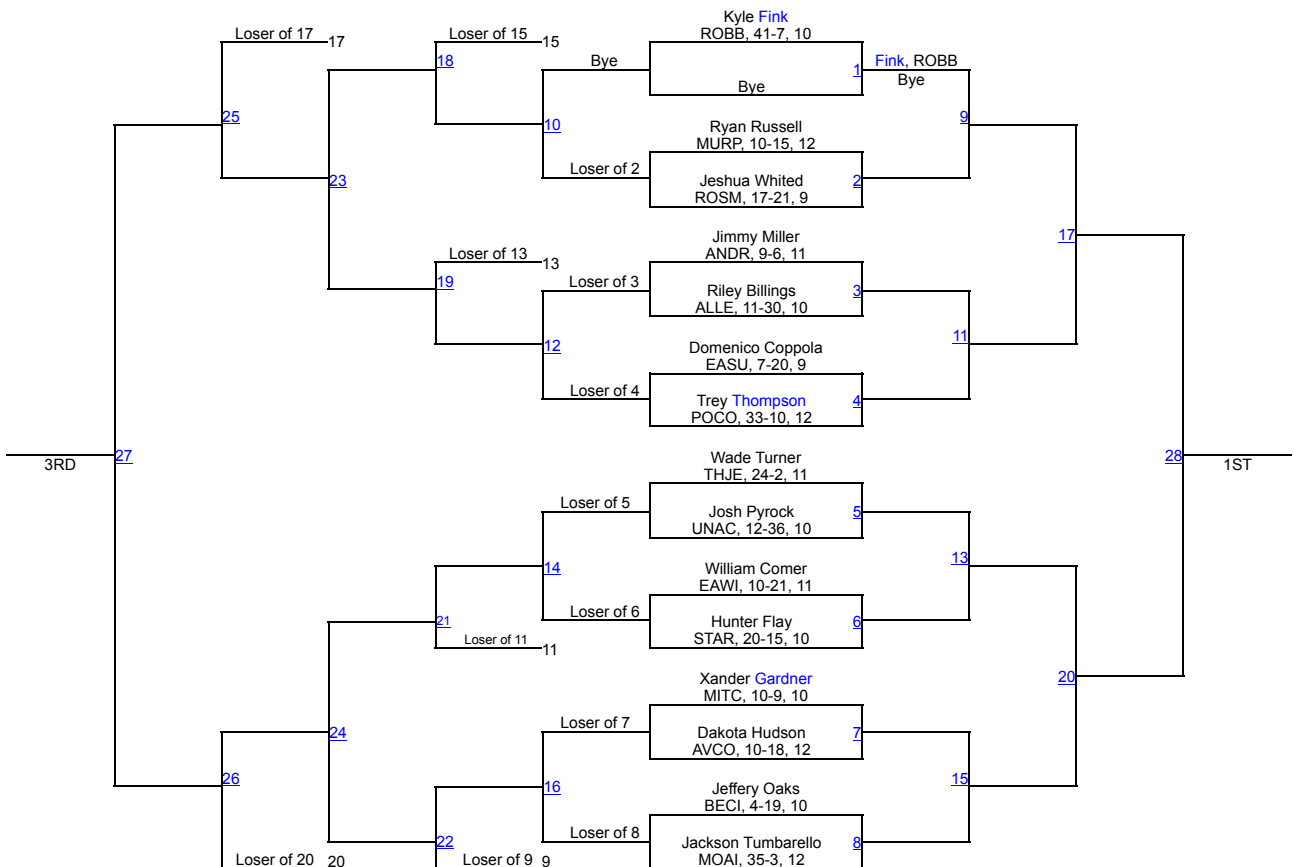 Kyle Fink
ROBB, 41-7, 10
Loser of 17
17
Loser of 15
15
Bye
18
1
Fink, ROBB
Bye
Bye
25
10
9
Ryan Russell
MURP, 10-15, 12
Loser of 2
Jeshua Whited
ROSM, 17-21, 9
2
23
Jimmy Miller
ANDR, 9-6, 11
17
Loser of 13
13
19
Loser of 3
Riley Billings
ALLE, 11-30, 10
3
11
12
Domenico Coppola
EASU, 7-20, 9
Loser of 4
Trey Thompson
POCO, 33-10, 12
4
3RD
27
Wade Turner
THJE, 24-2, 11
28
1ST
Loser of 5
Josh Pyrock
UNAC, 12-36, 10
5
14
13
William Comer
EAWI, 10-21, 11
21
Loser of 6
Hunter Flay
STAR, 20-15, 10
6
Loser of 11
11
Xander Gardner
MITC, 10-9, 10
20
Loser of 7
24
Dakota Hudson
AVCO, 10-18, 12
7
26
16
15
Jeffery Oaks
BECI, 4-19, 10
Loser of 8
22
Jackson Tumbarello
MOAI, 35-3, 12
8
Loser of 20
20
Loser of 9
9